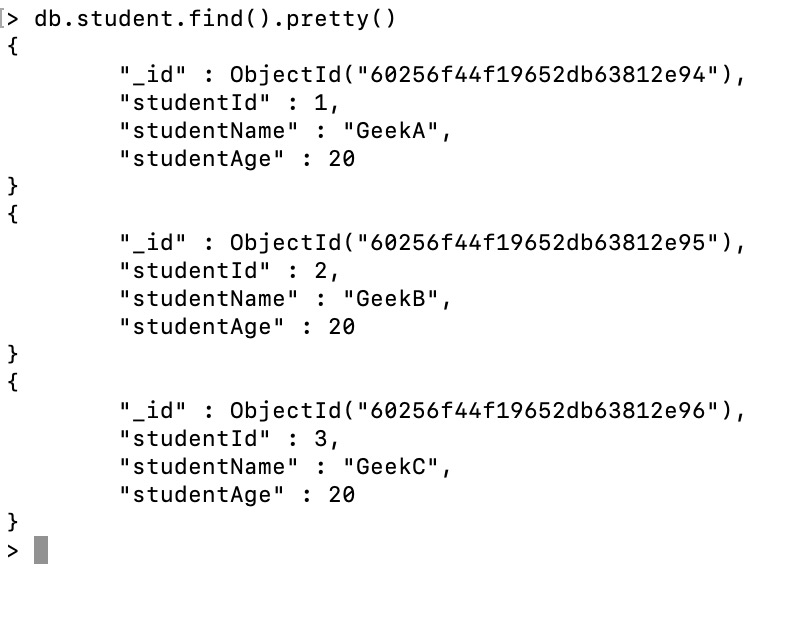 [> db.student.find().pretty()
{
"_id" : ObjectId("60256f44f19652db63812e94"),
"studentId" : 1,
"studentName" : "GeekA",
"studentAge" : 20
}
{
"_id" : ObjectId("60256f44f19652db63812e95"),
"studentId" : 2,
"studentName" : "GeekB",
"studentAge" : 20
}
{
"_id" : ObjectId("60256f44f19652db63812e96"),
"studentId" : 3,
"studentName" : "GeekC",
"studentAge" : 20
}
>